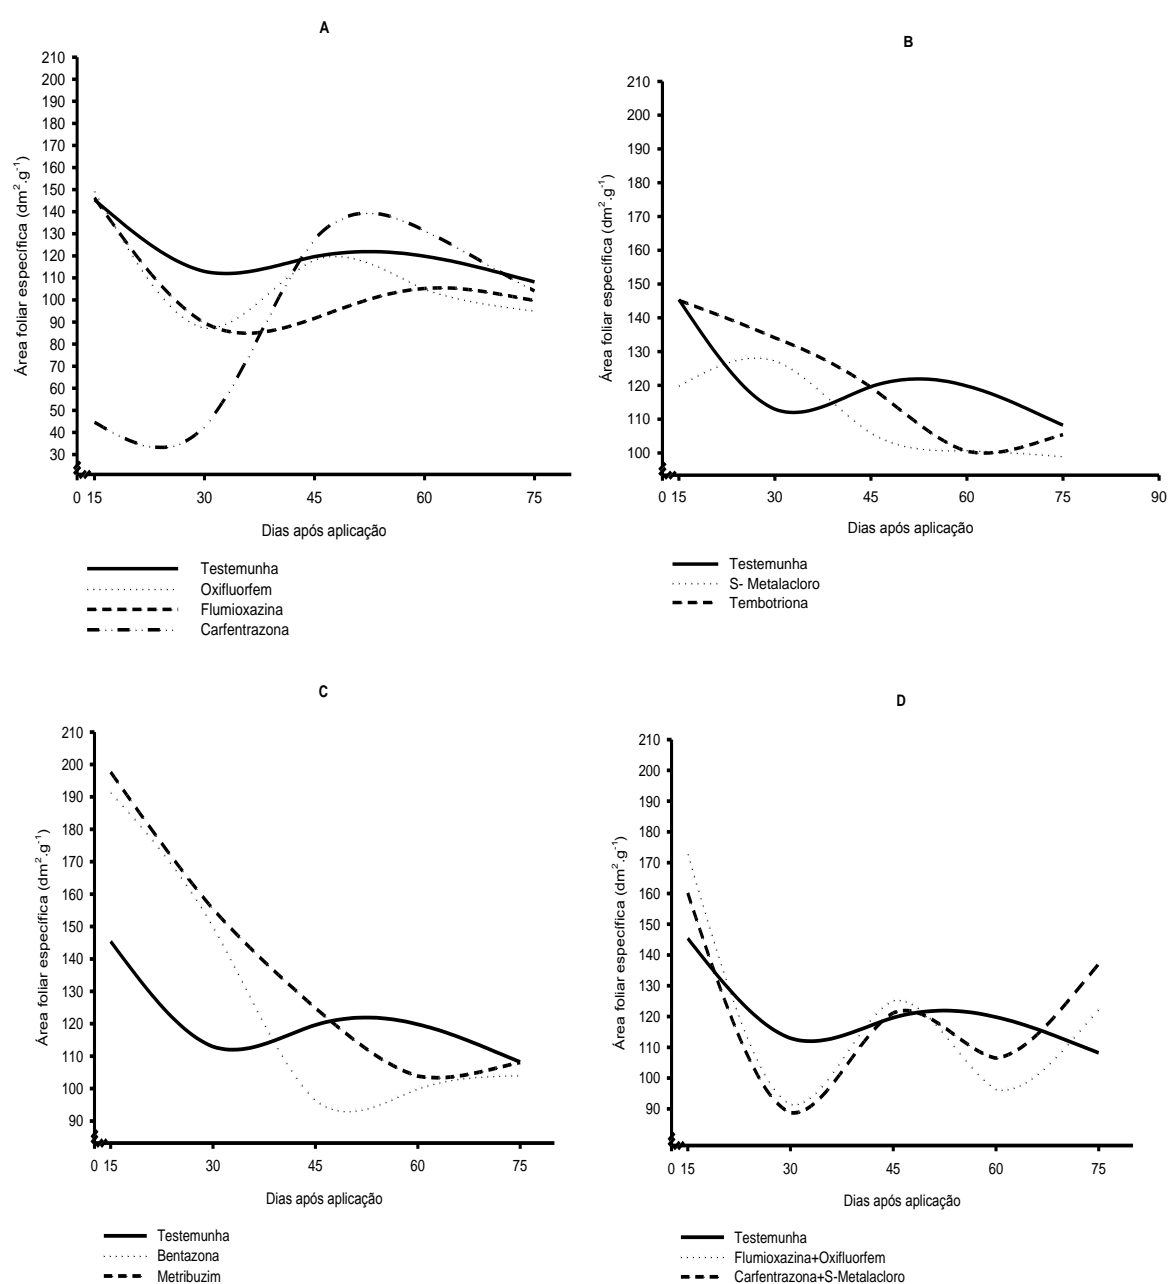 A
210
200
190
180
170
160
150
140
130
120
110
100
90
80
70
60
50
40
30
Área foliar específica (dm².g⁻¹)
0 15 30 45 60 75
Dias após aplicação
Testemunha
Oxifluorfem
Flumioxazina
Carfentrazona
B
210
200
190
180
170
160
150
140
130
120
110
100
Área foliar específica (dm².g⁻¹)
0 15 30 45 60 75 90
Dias após aplicação
Testemunha
S- Metalacloro
Tembotriona
C
210
200
190
180
170
160
150
140
130
120
110
100
90
Área foliar específica (dm².g⁻¹)
0 15 30 45 60 75
Dias após aplicação
Testemunha
Bentazona
Metribuzim
D
210
200
190
180
170
160
150
140
130
120
110
100
90
Área foliar específica (dm².g⁻¹)
0 15 30 45 60 75
Dias após aplicação
Testemunha
Flumioxazina+Oxifluorfem
Carfentrazona+S-Metalacloro